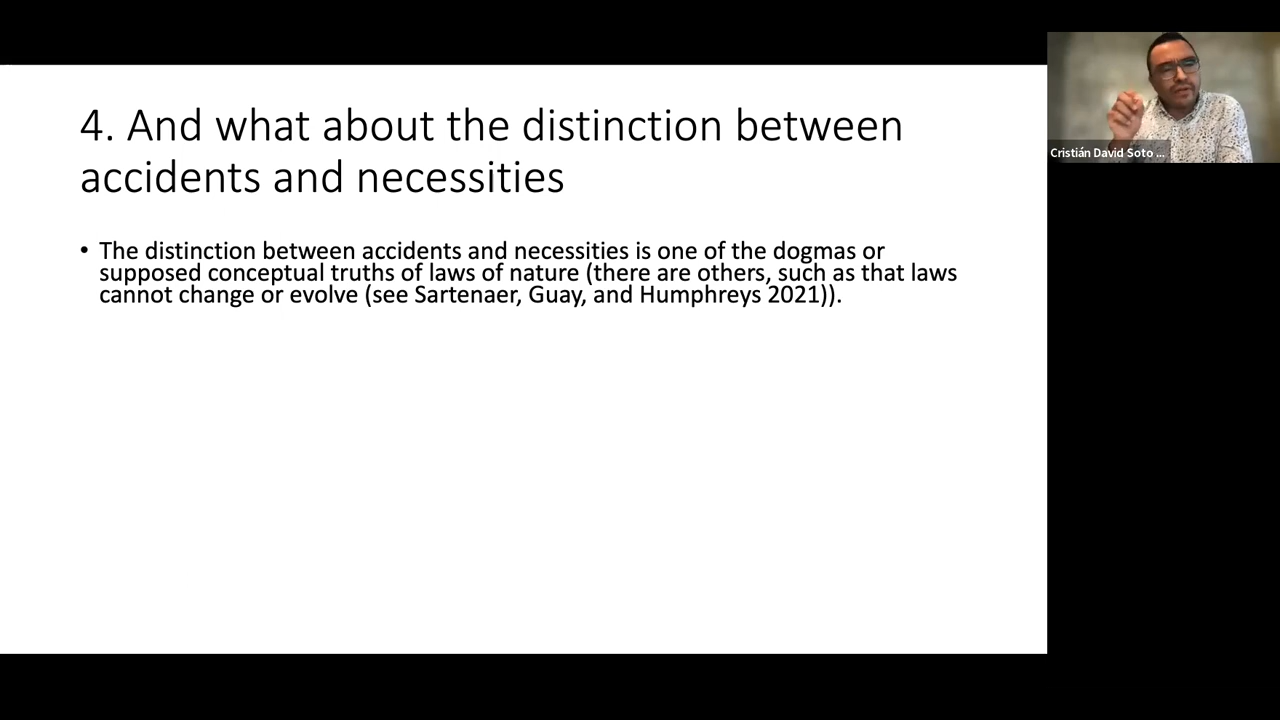 4. And what about the distinction between
accidents and necessities
• The distinction between accidents and necessities is one of the dogmas or
supposed conceptual truths of laws of nature (there are others, such as that laws
cannot change or evolve (see Sartenaer, Guay, and Humphreys 2021)).
Cristián David Soto ...